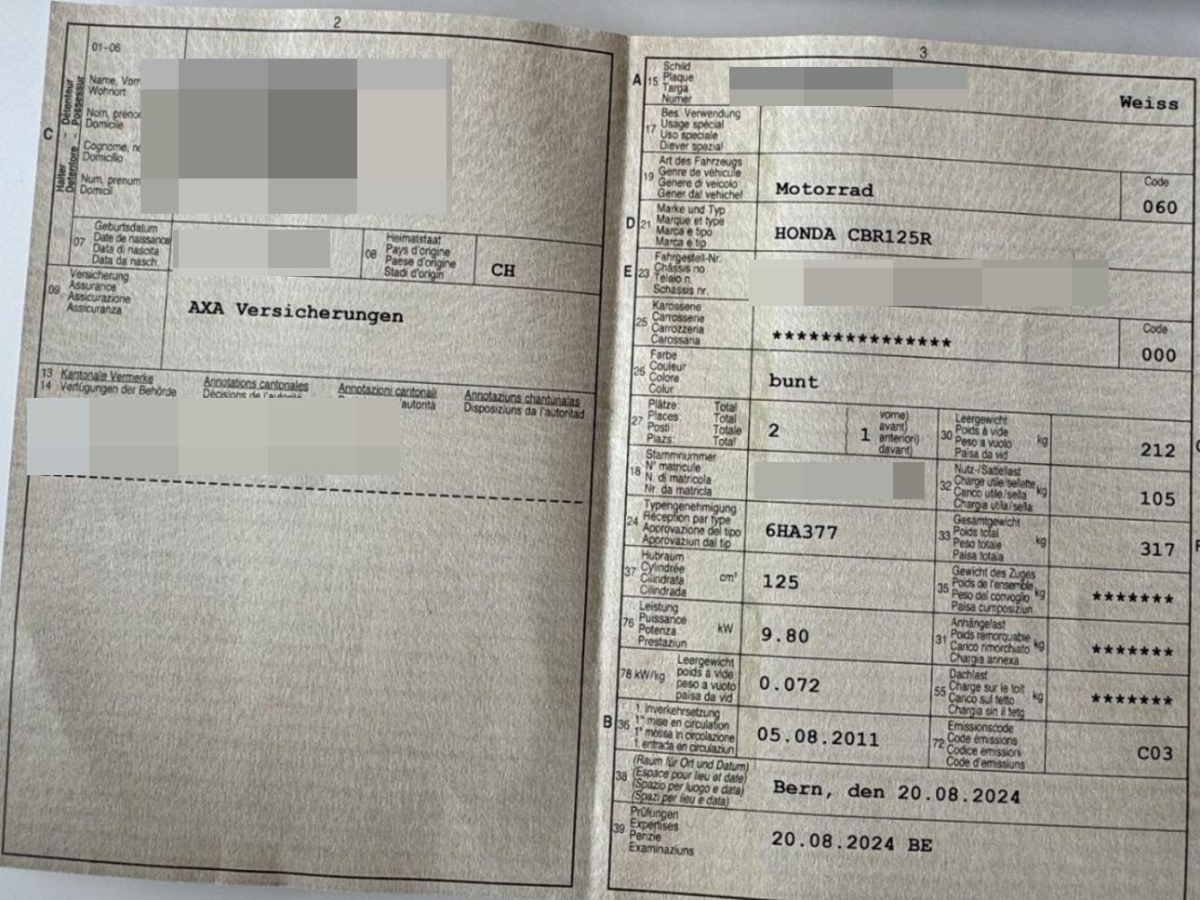 2
01-06
C
Halter - Détenteur
Detentore - Possessur
Name, Vorn
Wohnort
Nom, prénor
Domicile
Cognome, no
Domicilio
Num, prenum
Domicil
07
Geburtsdatum
Date de naissance
Data di nascita
Data da nasch.
08
Heimatstaat
Pays d'origine
Paese d'origine
Stadi d'origin
CH
09
Versicherung
Assurance
Assicurazione
Assicuranza
AXA Versicherungen
13 Kantonale Vermerke Annotations cantonales Annotazioni cantonali Annotaziuns chantunalas
14 Verfügungen der Behörde Décisions de l'autorité autorità Disposiziuns da l'autoritad
3
A 15
Schild
Plaque
Targa
Numer
Weiss
17
Bes. Verwendung
Usage spécial
Uso speciale
Diever spezial
19
Art des Fahrzeugs
Genre de véhicule
Genere di veicolo
Gener dal vehichel
Motorrad
Code
060
D 21
Marke und Typ
Marque et type
Marca e tipo
Marca e tip
HONDA CBR125R
E 23
Fahrgestell-Nr.
Châssis no
Telaio n.
Schassis nr.
25
Karosserie
Carrosserie
Carrozzeria
Carossaria
***************
Code
000
26
Farbe
Couleur
Colore
Colur
bunt
27
Plätze: Total
Places: Total
Posti: Totale
Plazs: Total
2
1
vorne)
avant)
anteriori)
davant)
30
Leergewicht
Poids à vide
Peso a vuoto
Paisa da vid
kg
212
18
Stammnummer
N° matricule
N. di matricola
Nr. da matricla
32
Nutz-/Sattellast
Charge utile/sellette
Carico utile/sella
Chargia utila/sella
kg
105
24
Typengenehmigung
Réception par type
Approvazione del tipo
Approvaziun dal tip
6HA377
33
Gesamtgewicht
Poids total
Peso totale
Paisa totala
kg
317
37
Hubraum
Cylindrée
Cilindrata
Cilindrada
cm³
125
35
Gewicht des Zuges
Poids de l'ensemble
Peso del convoglio
Paisa cumposiziun
kg
*******
76
Leistung
Puissance
Potenza
Prestaziun
kW
9.80
31
Anhängelast
Poids remorquable
Carico rimorchiato
Chargia annexa
kg
*******
78 kW/kg
Leergewicht
poids à vide
peso a vuoto
paisa da vid
0.072
55
Dachlast
Charge sur le toit
Carico sul tetto
Chargia sin il tetg
kg
*******
B 36
1. Inverkehrsetzung
1re mise en circulation
1a messa in circolazione
1. entrada en circulaziun
05.08.2011
72
Emissionscode
Code émissions
Codice emissioni
Code d'emissiuns
C03
38
(Raum für Ort und Datum)
(Espace pour lieu et date)
(Spazio per luogo e data)
(Spazi per lieu e data)
Bern, den 20.08.2024
39
Prüfungen
Expertises
Perizie
Examinaziuns
20.08.2024 BE